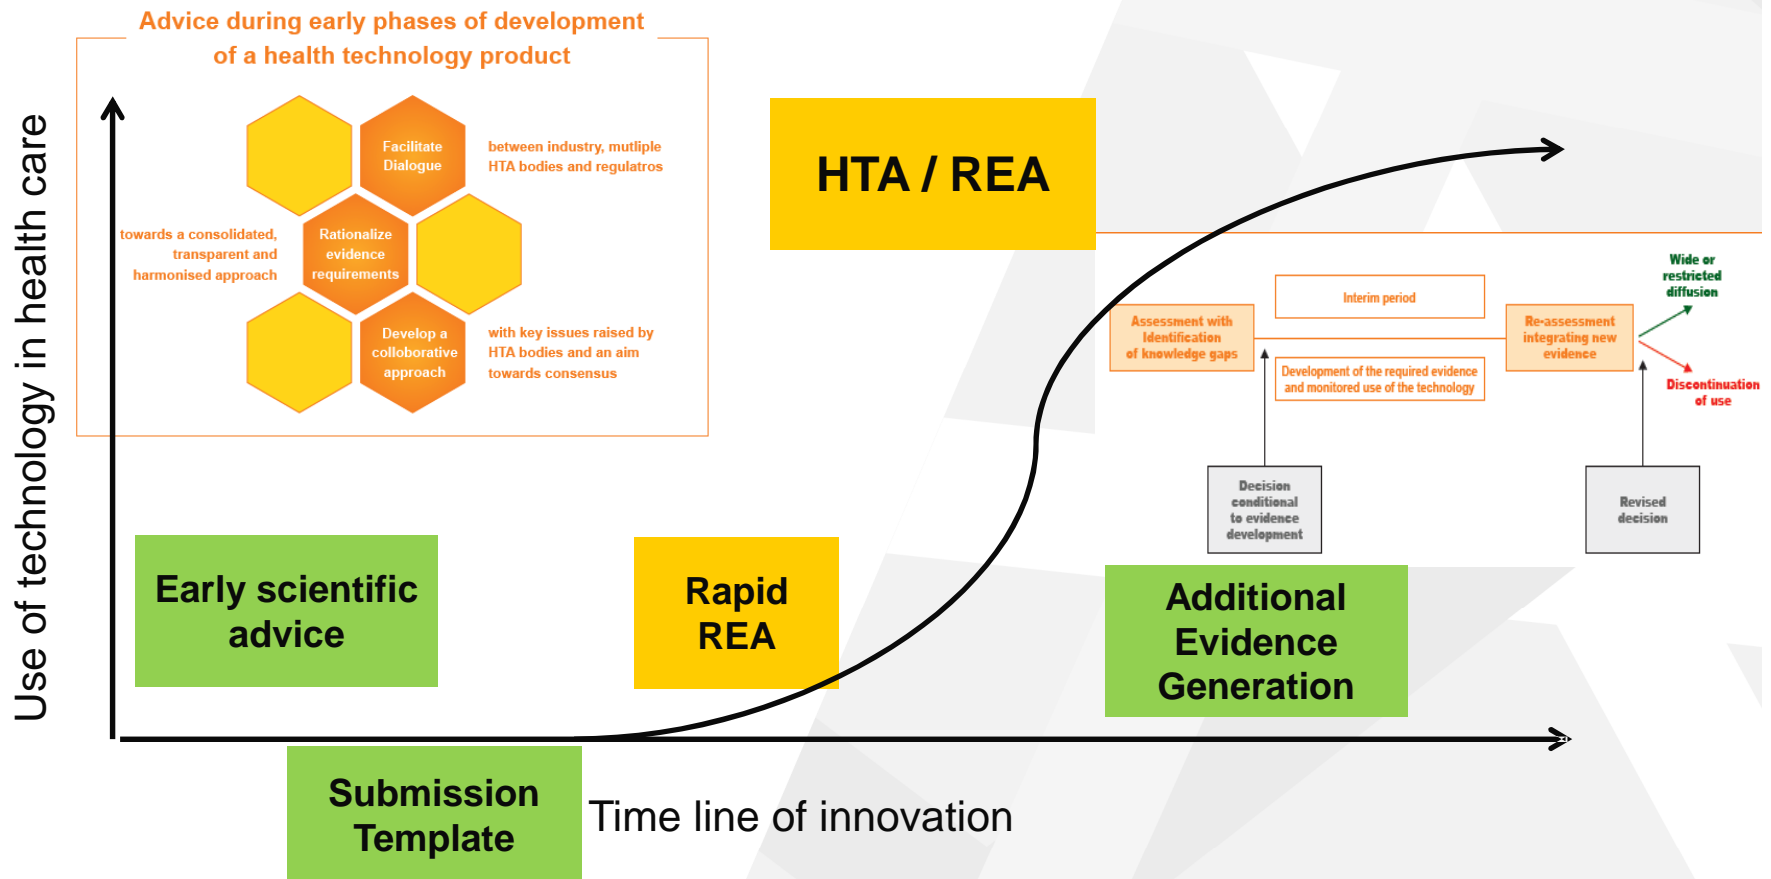 Advice during early phases of development
of a health technology product
Facilitate
Dialogue
between industry, mutliple
HTA bodies and regulatros
towards a consolidated,
transparent and
harmonised approach
Rationalize
evidence
requirements
Develop a
colloborative
approach
with key issues raised by
HTA bodies and an aim
towards consensus
Use of technology in health care
HTA / REA
Wide or
restricted
diffusion
Interim period
Assessment with
Identification
of knowledge gaps
Re-assessment
integrating new
evidence
Development of the required evidence
and monitored use of the technology
Discontinuation
of use
Decision
conditional
to evidence
development
Revised
decision
Early scientific
advice
Rapid
REA
Additional
Evidence
Generation
Submission
Template
Time line of innovation